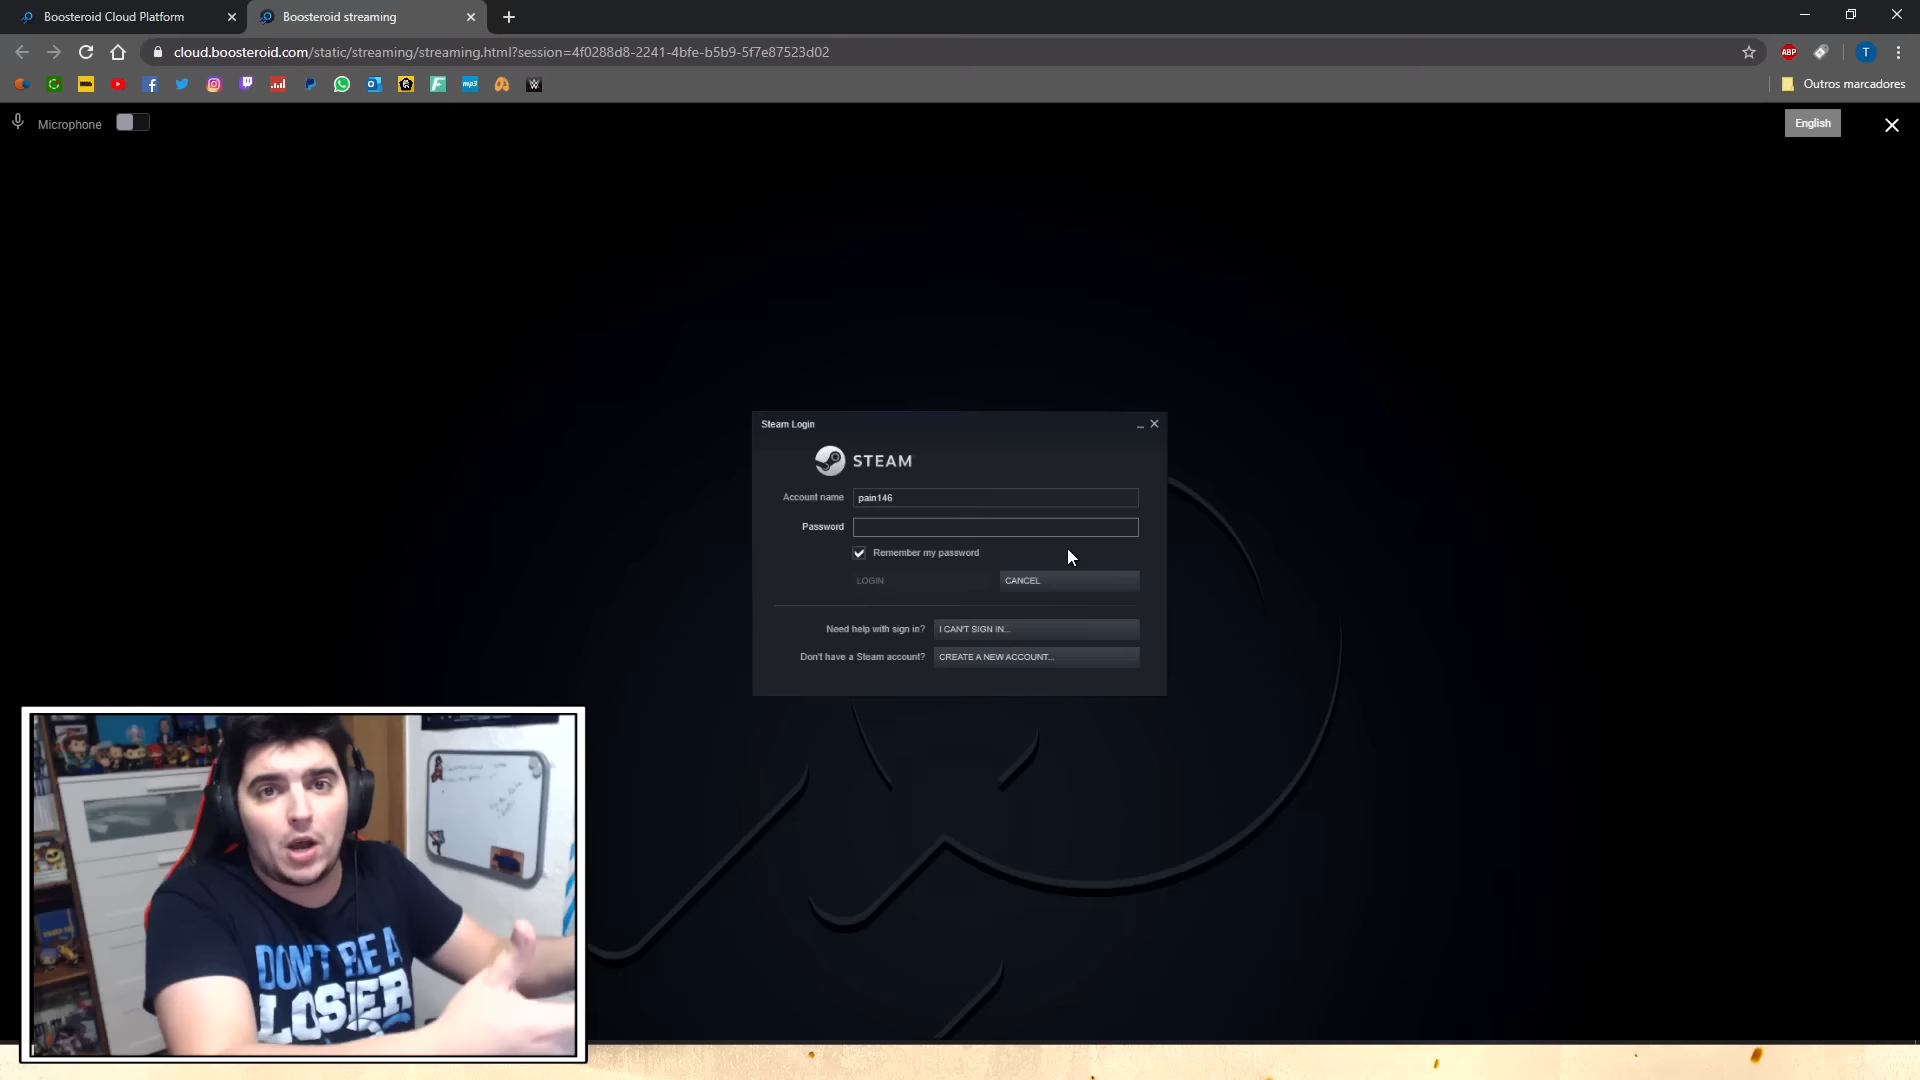 Boosteroid Cloud Platform
Boosteroid streaming
cloud.boosteroid.com/static/streaming/streaming.html?session=4f0288d8-2241-4bfe-b5b9-5f7e87523d02
ABP
T
mp3
Outros marcadores
Microphone
English
Steam Login
STEAM
Account name
pain146
Password
Remember my password
LOGIN
CANCEL
Need help with sign in?
I CAN'T SIGN IN...
Don't have a Steam account?
CREATE A NEW ACCOUNT...
DON'T BE A
LOSER